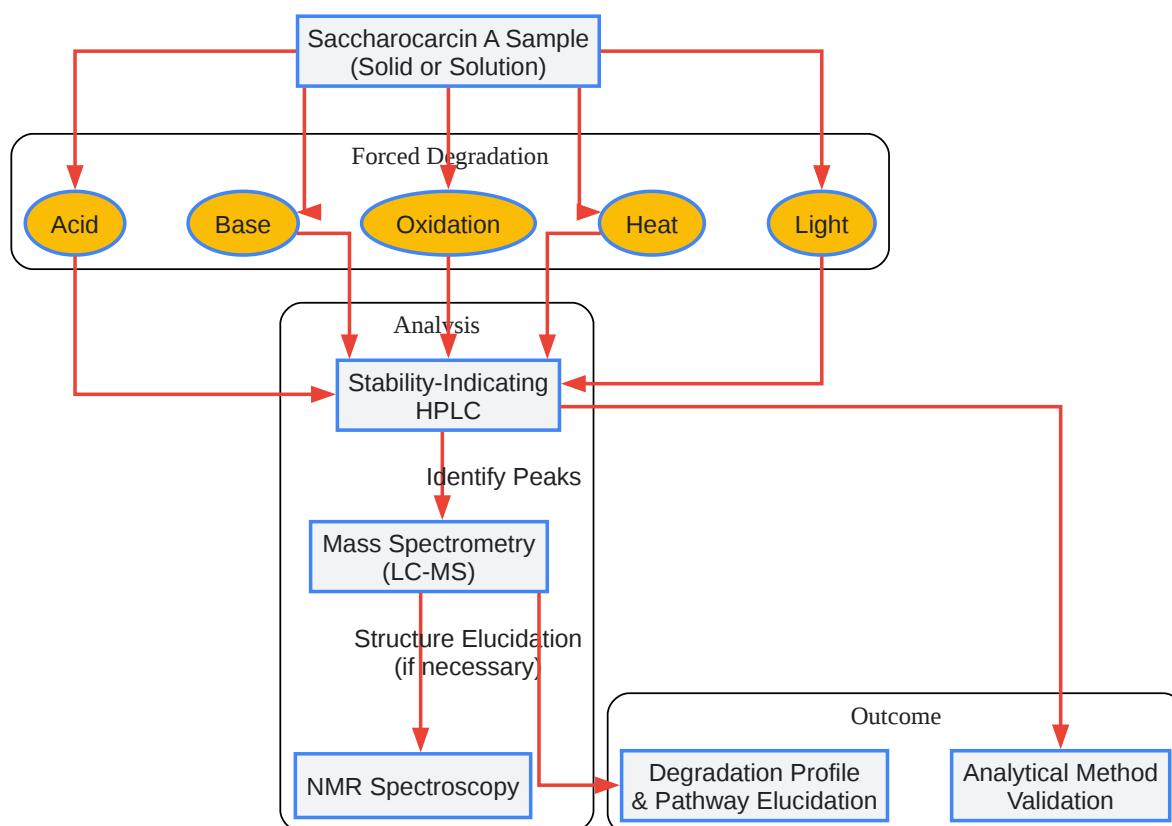 Saccharocarcin A Sample
(Solid or Solution)
Forced Degradation
Acid
Base
Oxidation
Heat
Light
Analysis
Stability-Indicating
HPLC
Identify Peaks
Mass Spectrometry
(LC-MS)
Structure Elucidation
(if necessary)
NMR Spectroscopy
Outcome
Degradation Profile
& Pathway Elucidation
Analytical Method
Validation